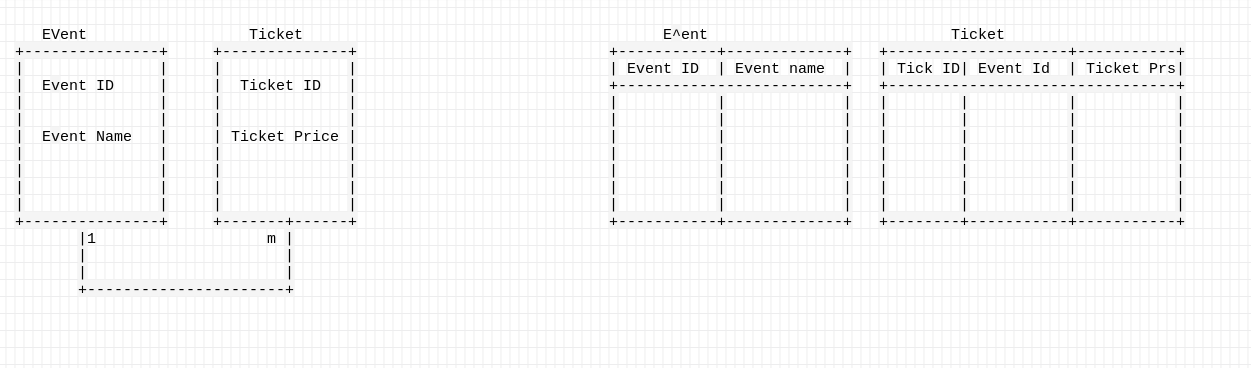 EVent Ticket E^ent Ticket
Event ID Event name Tick ID Event Id Ticket Prs
Event ID Ticket ID
Event Name Ticket Price
1 m